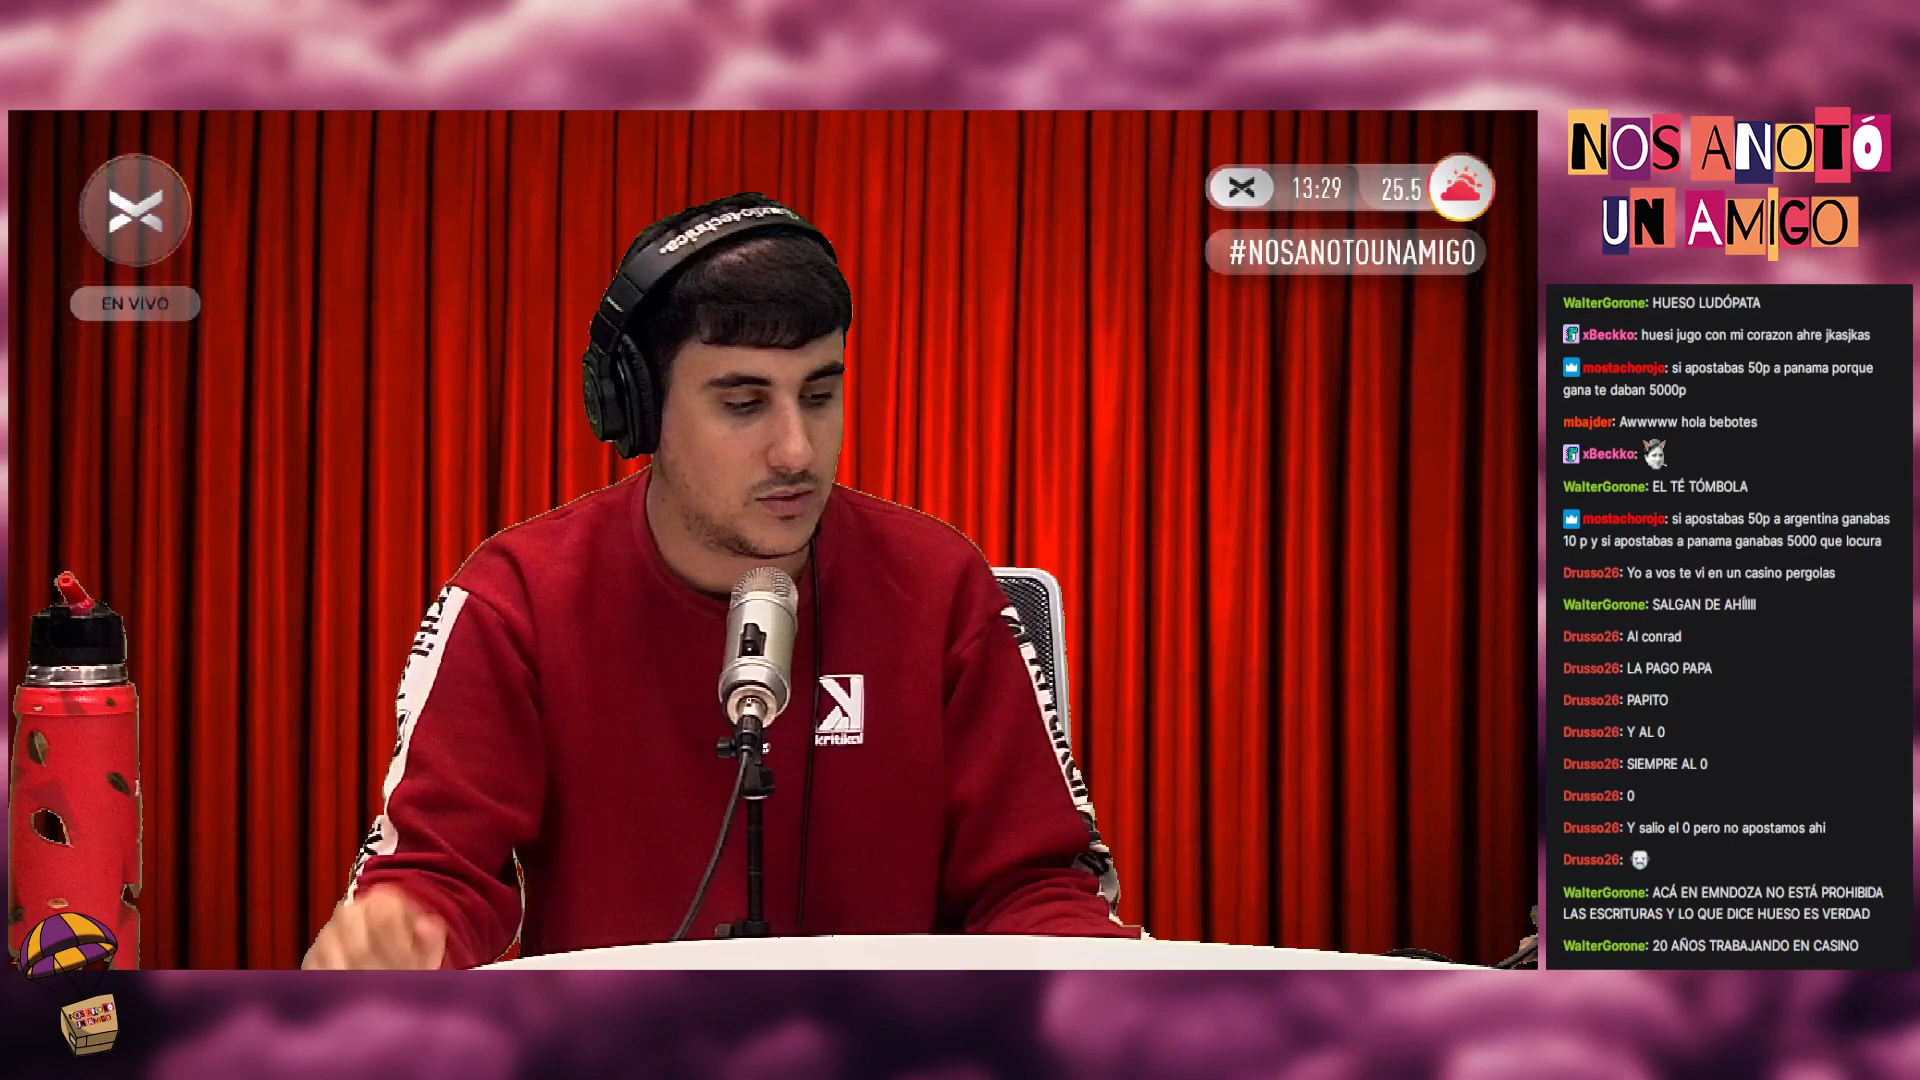 NOS ANOTÓ
UN AMIGO
EN VIVO
13:29 25.5
#NOSANOTOUNAMIGO
audio-technica.
kritikal
WalterGorone: HUESO LUDÓPATA
xBeckko: huesi jugo con mi corazon ahre jkasjkas
mostachorojo: si apostabas 50p a panama porque
gana te daban 5000p
mbajder: Awwwww hola bebotes
xBeckko:
WalterGorone: EL TÉ TÓMBOLA
mostachorojo: si apostabas 50p a argentina ganabas
10 p y si apostabas a panama ganabas 5000 que locura
Drusso26: Yo a vos te vi en un casino pergolas
WalterGorone: SALGAN DE AHÍIIII
Drusso26: Al conrad
Drusso26: LA PAGO PAPA
Drusso26: PAPITO
Drusso26: Y AL 0
Drusso26: SIEMPRE AL 0
Drusso26: 0
Drusso26: Y salio el 0 pero no apostamos ahi
Drusso26:
WalterGorone: ACÁ EN EMNDOZA NO ESTÁ PROHIBIDA
LAS ESCRITURAS Y LO QUE DICE HUESO ES VERDAD
WalterGorone: 20 AÑOS TRABAJANDO EN CASINO
NOS ANOTÓ
UN AMIGO